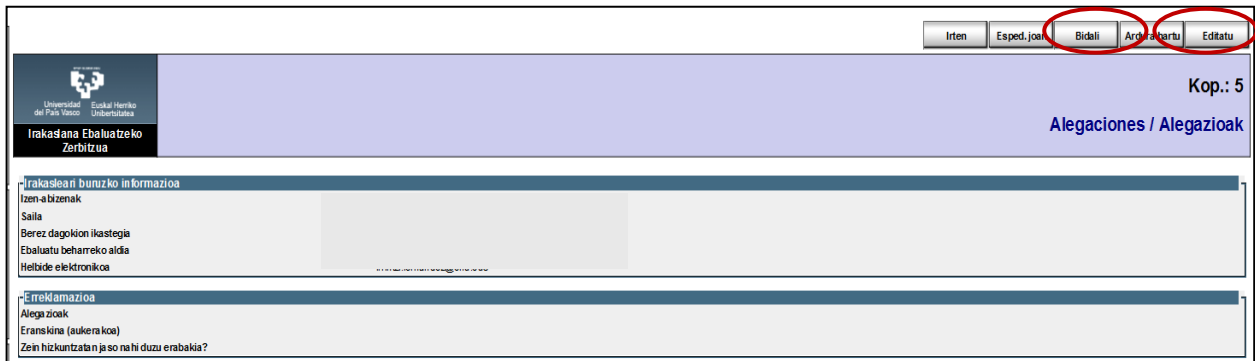 Irten Esped. joan Bidali Ardura hartu Editatu
Kop.: 5
Alegaciones / Alegazioak
Universidad del País Vasco
Euskal Herriko Unibertsitatea
Irakaslana Ebaluatzeko
Zerbitzua
Irakasleari buruzko informazioa
Izen-abizenak
Saila
Berez dagokion ikastegia
Ebaluatu beharreko aldia
Helbide elektronikoa
Erreklamazioa
Alegazioak
Eranskina (aukerakoa)
Zein hizkuntzatan jaso nahi duzu erabakia?